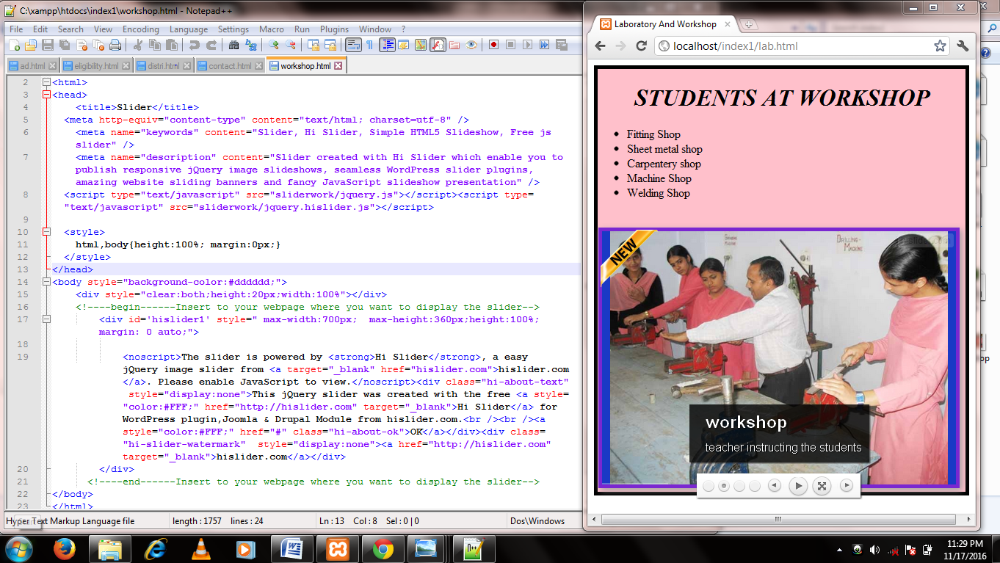 C:\xampp\htdocs\index1\workshop.html - Notepad++
File Edit Search View Encoding Language Settings Macro Run Plugins Window ?
ad.html eligibility.html distri.html contact.html workshop.html
2 <html>
3 <head>
4 <title>Slider</title>
5 <meta http-equiv="content-type" content="text/html; charset=utf-8" />
6 <meta name="keywords" content="Slider, Hi Slider, Simple HTML5 Slideshow, Free js
slider" />
7 <meta name="description" content="Slider created with Hi Slider which enable you to
publish responsive jQuery image slideshows, seamless WordPress slider plugins,
amazing website sliding banners and fancy JavaScript slideshow presentation" />
8 <script type="text/javascript" src="sliderwork/jquery.js"></script><script type=
"text/javascript" src="sliderwork/jquery.hislider.js"></script>
9
10 <style>
11 html,body{height:100%; margin:0px;}
12 </style>
13 </head>
14 <body style="background-color:#dddddd;">
15 <div style="clear:both;height:20px;width:100%"></div>
16 <!----begin------Insert to your webpage where you want to display the slider-->
17 <div id='hislider1' style=" max-width:700px;  max-height:360px;height:100%;
margin: 0 auto;">
18
19 <noscript>The slider is powered by <strong>Hi Slider</strong>, a easy
jQuery image slider from <a target="_blank" href="hislider.com">hislider.com
</a>. Please enable JavaScript to view.</noscript><div class="hi-about-text"
style="display:none">This jQuery slider was created with the free <a style=
"color:#FFF;" href="http://hislider.com" target="_blank">Hi Slider</a> for
WordPress plugin,Joomla & Drupal Module from hislider.com.<br /><br /><a
style="color:#FFF;" href="#" class="hi-about-ok">OK</a></div><div class=
"hi-slider-watermark"  style="display:none"><a href="http://hislider.com"
target="_blank">hislider.com</a></div>
20 </div>
21 <!----end------Insert to your webpage where you want to display the slider-->
22 </body>
23 </html>
Hyper Text Markup Language file length : 1757 lines : 24 Ln : 13 Col : 8 Sel : 0 | 0 Dos\Windows
Laboratory And Workshop
localhost/index1/lab.html
STUDENTS AT WORKSHOP
Fitting Shop
Sheet metal shop
Carpentery shop
Machine Shop
Welding Shop
NEW
DRILLING-
MACHINE
workshop
teacher instructing the students
11:29 PM
11/17/2016